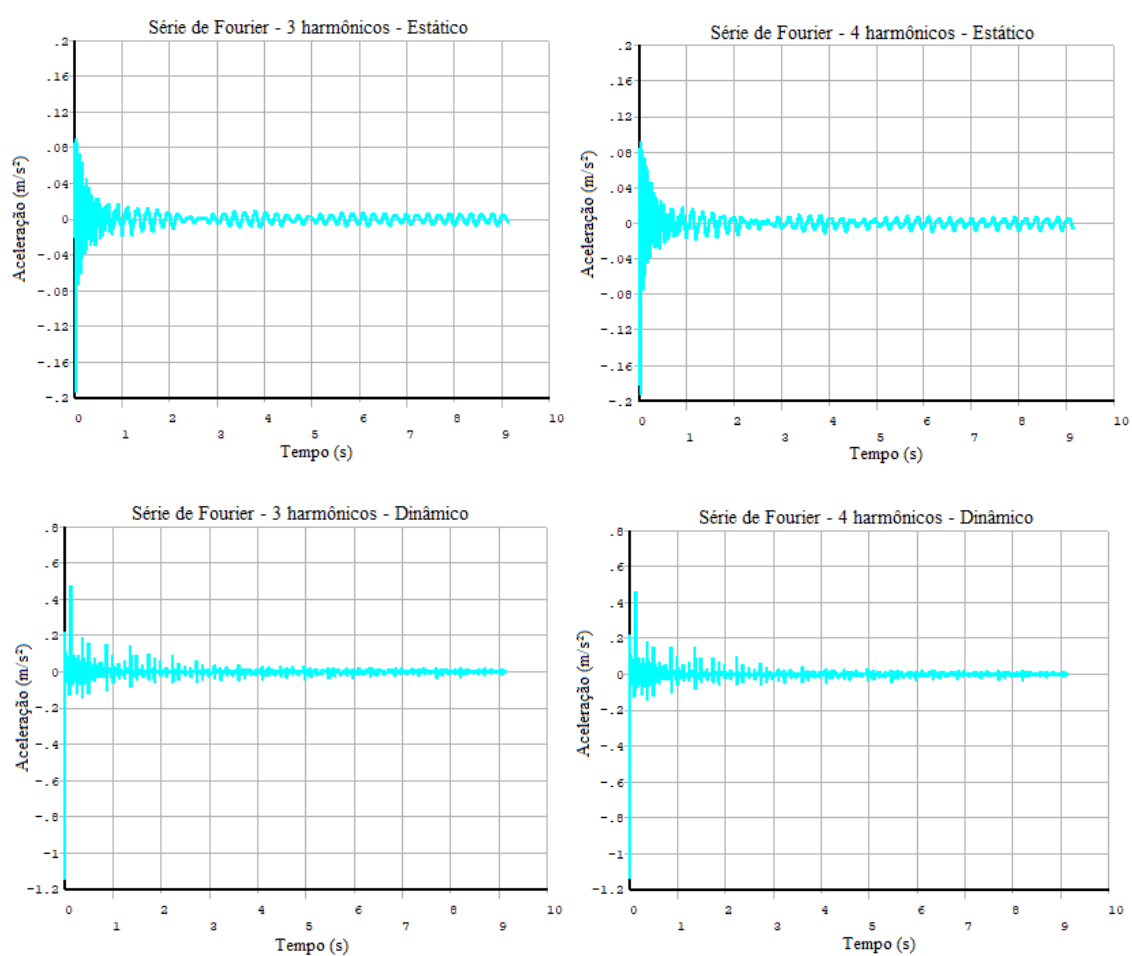 Série de Fourier - 3 harmônicos - Estático
.2
.16
.12
.08
.04
0
-.04
-.08
-.12
-.16
-.2
Aceleração (m/s²)
0 2 4 6 8 10
1 3 5 7 9
Tempo (s)
Série de Fourier - 4 harmônicos - Estático
.2
.16
.12
.08
.04
0
-.04
-.08
-.12
-.16
-.2
Aceleração (m/s²)
0 2 4 6 8 10
1 3 5 7 9
Tempo (s)
Série de Fourier - 3 harmônicos - Dinâmico
.8
.6
.4
.2
0
-.2
-.4
-.6
-.8
-1
-1.2
Aceleração (m/s²)
0 2 4 6 8 10
1 3 5 7 9
Tempo (s)
Série de Fourier - 4 harmônicos - Dinâmico
.8
.6
.4
.2
0
-.2
-.4
-.6
-.8
-1
-1.2
Aceleração (m/s²)
0 2 4 6 8 10
1 3 5 7 9
Tempo (s)